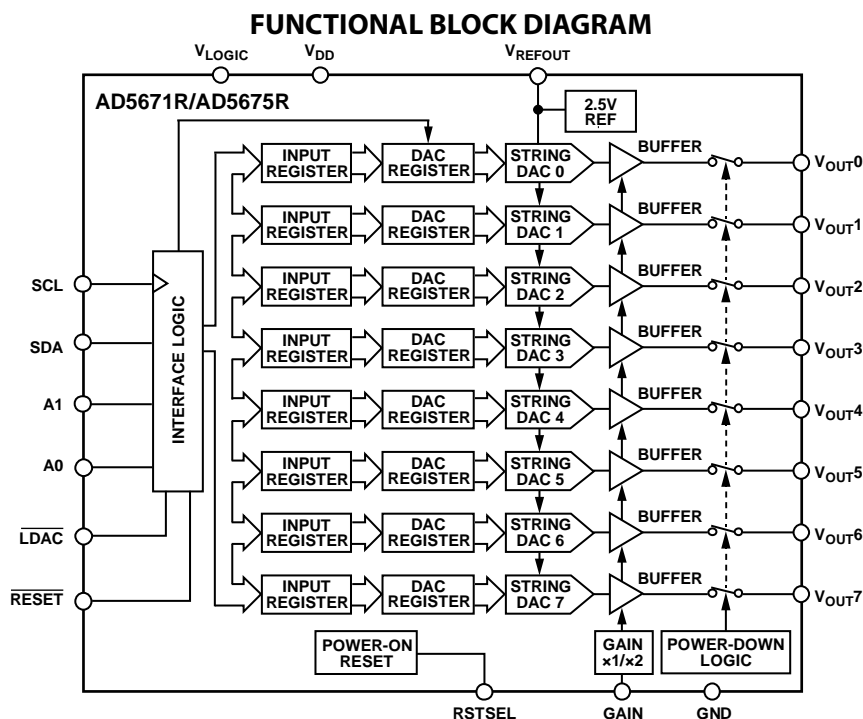 FUNCTIONAL BLOCK DIAGRAM
VLOGIC
VDD
VREFOUT
AD5671R/AD5675R
2.5V
REF
INPUT
REGISTER
DAC
REGISTER
STRING
DAC 0
BUFFER
VOUT0
INPUT
REGISTER
DAC
REGISTER
STRING
DAC 1
BUFFER
VOUT1
INPUT
REGISTER
DAC
REGISTER
STRING
DAC 2
BUFFER
VOUT2
INPUT
REGISTER
DAC
REGISTER
STRING
DAC 3
BUFFER
VOUT3
INPUT
REGISTER
DAC
REGISTER
STRING
DAC 4
BUFFER
VOUT4
INPUT
REGISTER
DAC
REGISTER
STRING
DAC 5
BUFFER
VOUT5
INPUT
REGISTER
DAC
REGISTER
STRING
DAC 6
BUFFER
VOUT6
INPUT
REGISTER
DAC
REGISTER
STRING
DAC 7
BUFFER
VOUT7
SCL
SDA
A1
A0
LDAC
RESET
INTERFACE LOGIC
POWER-ON
RESET
GAIN
×1/×2
POWER-DOWN
LOGIC
RSTSEL
GAIN
GND